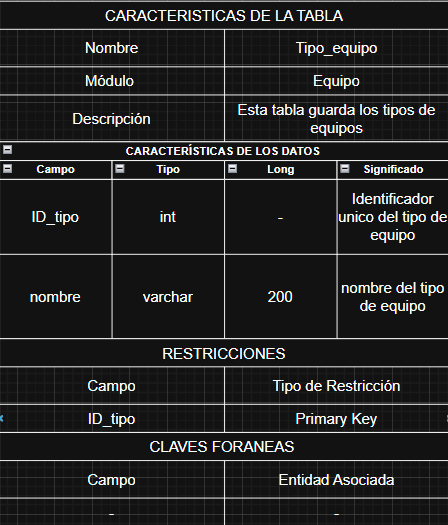 CARACTERISTICAS DE LA TABLA
Nombre Tipo_equipo
Módulo Equipo
Descripción Esta tabla guarda los tipos de
equipos
CARACTERÍSTICAS DE LOS DATOS
Campo Tipo Long Significado
ID_tipo int - Identificador
unico del tipo de
equipo
nombre varchar 200 nombre del tipo
de equipo
RESTRICCIONES
Campo Tipo de Restricción
ID_tipo Primary Key
CLAVES FORANEAS
Campo Entidad Asociada
- -